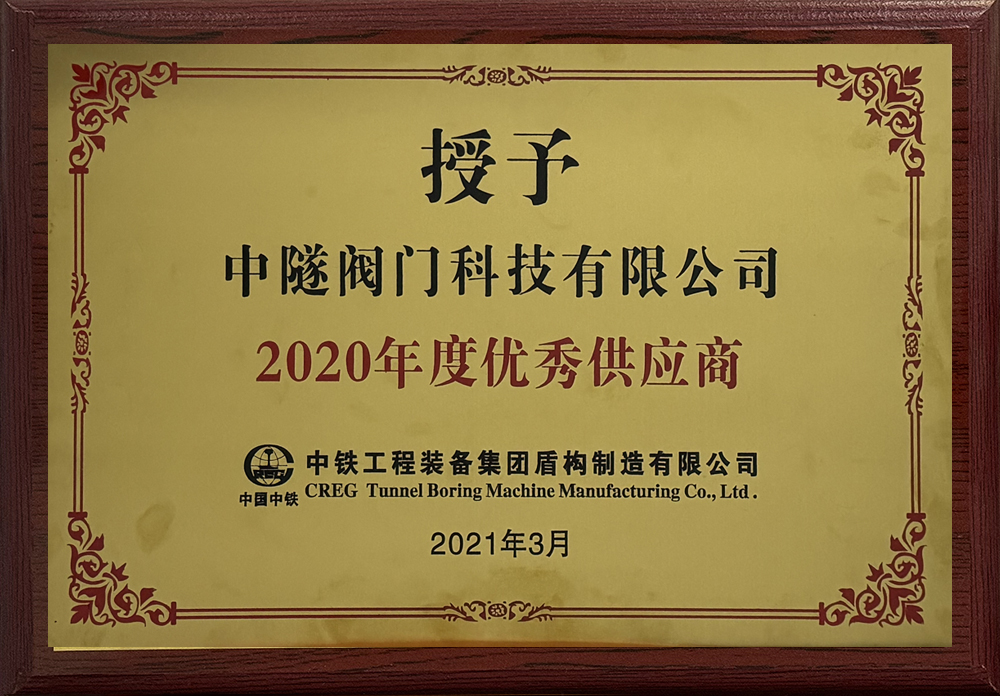 授予
中隧阀门科技有限公司
2020年度优秀供应商
中铁工程装备集团盾构制造有限公司
CREG Tunnel Boring Machine Manufacturing Co., Ltd.
中国中铁
2021年3月